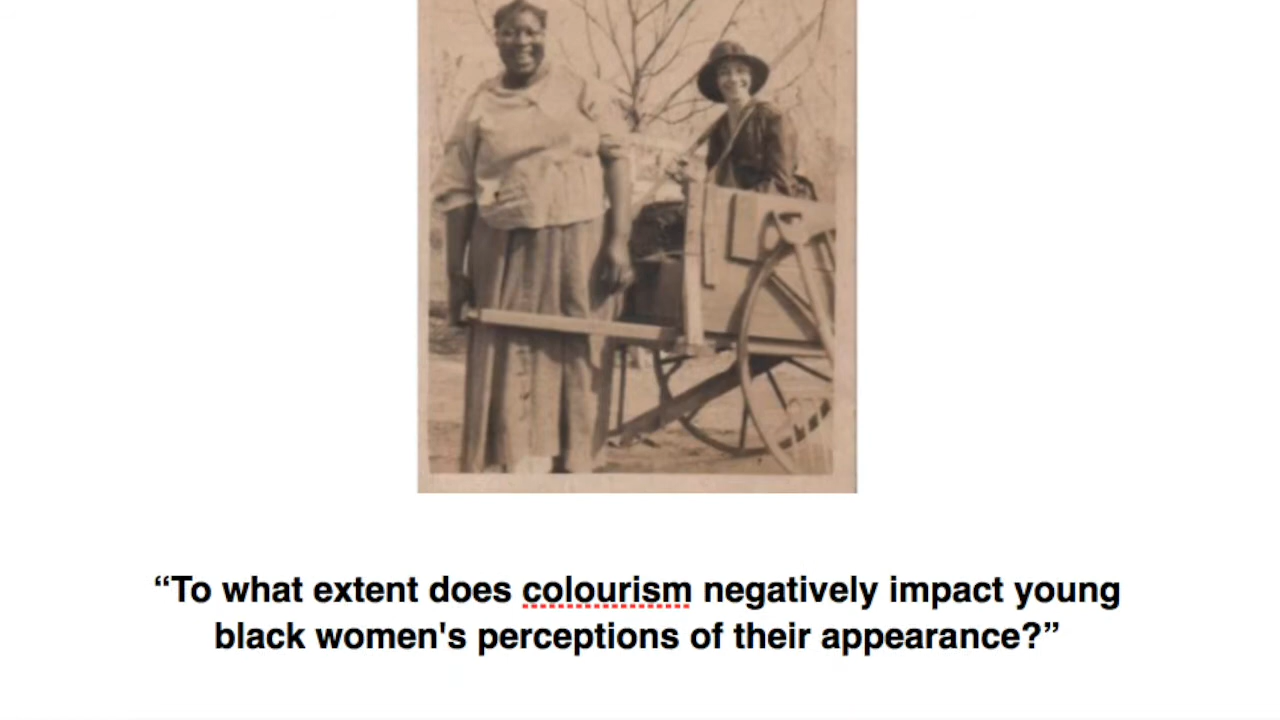 “To what extent does colourism negatively impact young
black women's perceptions of their appearance?”